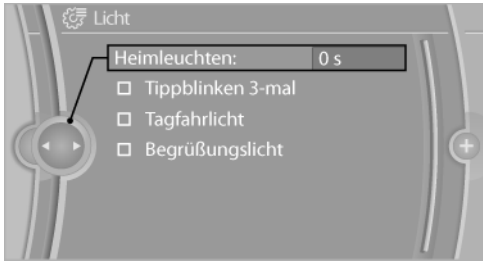 Licht
Heimleuchten: 0 s
Tippblinken 3-mal
Tagfahrlicht
Begrüßungslicht